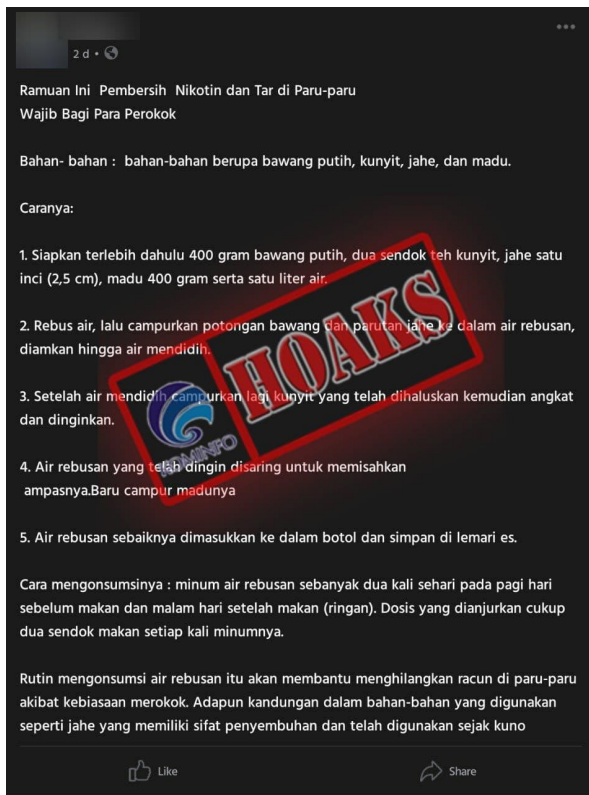 2 d •
Ramuan Ini Pembersih Nikotin dan Tar di Paru-paru
Wajib Bagi Para Perokok
Bahan- bahan : bahan-bahan berupa bawang putih, kunyit, jahe, dan madu.
Caranya:
1. Siapkan terlebih dahulu 400 gram bawang putih, dua sendok teh kunyit, jahe satu
inci (2,5 cm), madu 400 gram serta satu liter air.
2. Rebus air, lalu campurkan potongan bawang dan parutan jahe ke dalam air rebusan,
diamkan hingga air mendidih.
3. Setelah air mendidih campurkan lagi kunyit yang telah dihaluskan kemudian angkat
dan dinginkan.
4. Air rebusan yang telah dingin disaring untuk memisahkan
ampasnya.Baru campur madunya
5. Air rebusan sebaiknya dimasukkan ke dalam botol dan simpan di lemari es.
Cara mengonsumsinya : minum air rebusan sebanyak dua kali sehari pada pagi hari
sebelum makan dan malam hari setelah makan (ringan). Dosis yang dianjurkan cukup
dua sendok makan setiap kali minumnya.
Rutin mengonsumsi air rebusan itu akan membantu menghilangkan racun di paru-paru
akibat kebiasaan merokok. Adapun kandungan dalam bahan-bahan yang digunakan
seperti jahe yang memiliki sifat penyembuhan dan telah digunakan sejak kuno
Like
Share
KOMINFO
HOAKS